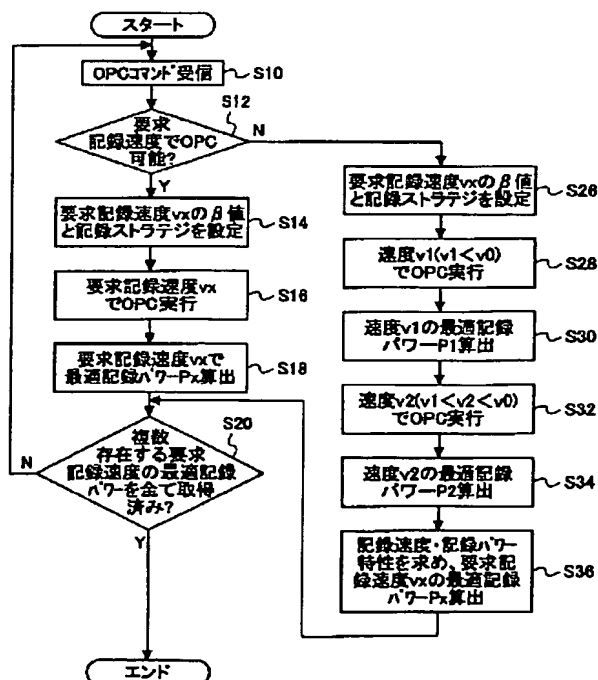 スタート
OPCコマンド受信
S10
S12
要求
記録速度でOPC
可能?
N
Y
要求記録速度vxのβ値
と記録ストラテジを設定
S14
要求記録速度vx
でOPC実行
S16
要求記録速度vxで
最適記録パワーPx算出
S18
S20
複数
存在する要求
記録速度の最適記録
パワーを全て取得
済み?
N
Y
エンド
要求記録速度vxのβ値
と記録ストラテジを設定
S26
速度v1(v1<v0)
でOPC実行
S28
速度v1の最適記録
パワーP1算出
S30
速度v2(v1<v2<v0)
でOPC実行
S32
速度v2の最適記録
パワーP2算出
S34
記録速度・記録パワー
特性を求め、要求記
録速度vxの最適記録
パワーPx算出
S36